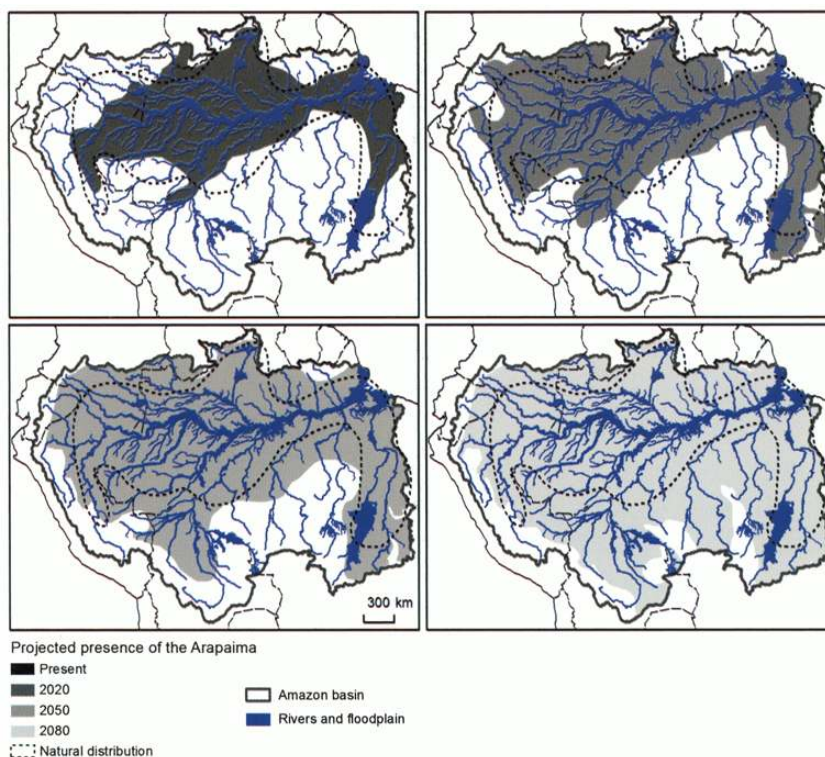 300 km
Projected presence of the Arapaima
Present
2020
2050
2080
Natural distribution
Amazon basin
Rivers and floodplain